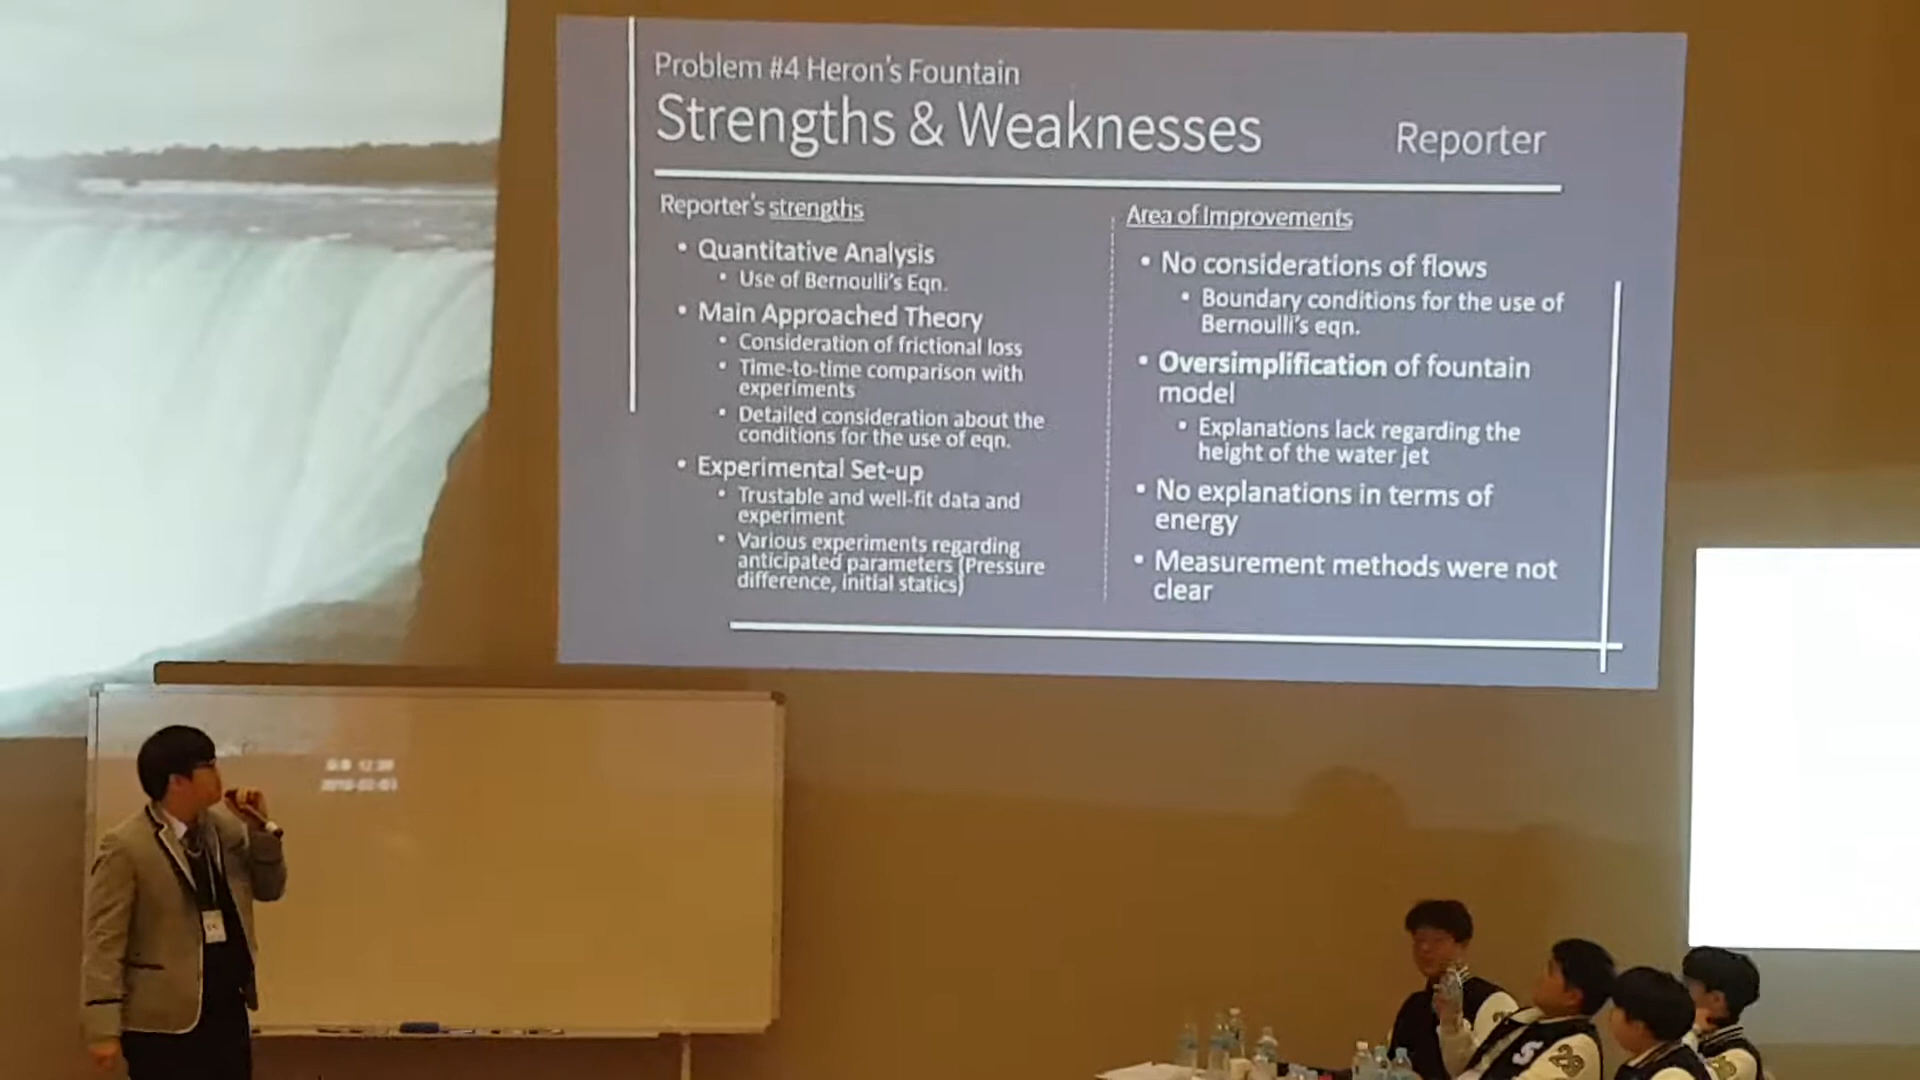 Problem #4 Heron's Fountain
Strengths & Weaknesses
Reporter
Reporter's strengths
• Quantitative Analysis
• Use of Bernoulli's Eqn.
• Main Approached Theory
• Consideration of frictional loss
• Time-to-time comparison with
experiments
• Detailed consideration about the
conditions for the use of eqn.
• Experimental Set-up
• Trustable and well-fit data and
experiment
• Various experiments regarding
anticipated parameters (Pressure
difference, initial statics)
Area of Improvements
• No considerations of flows
• Boundary conditions for the use of
Bernoulli's eqn.
• Oversimplification of fountain
model
• Explanations lack regarding the
height of the water jet
• No explanations in terms of
energy
• Measurement methods were not
clear
S
28